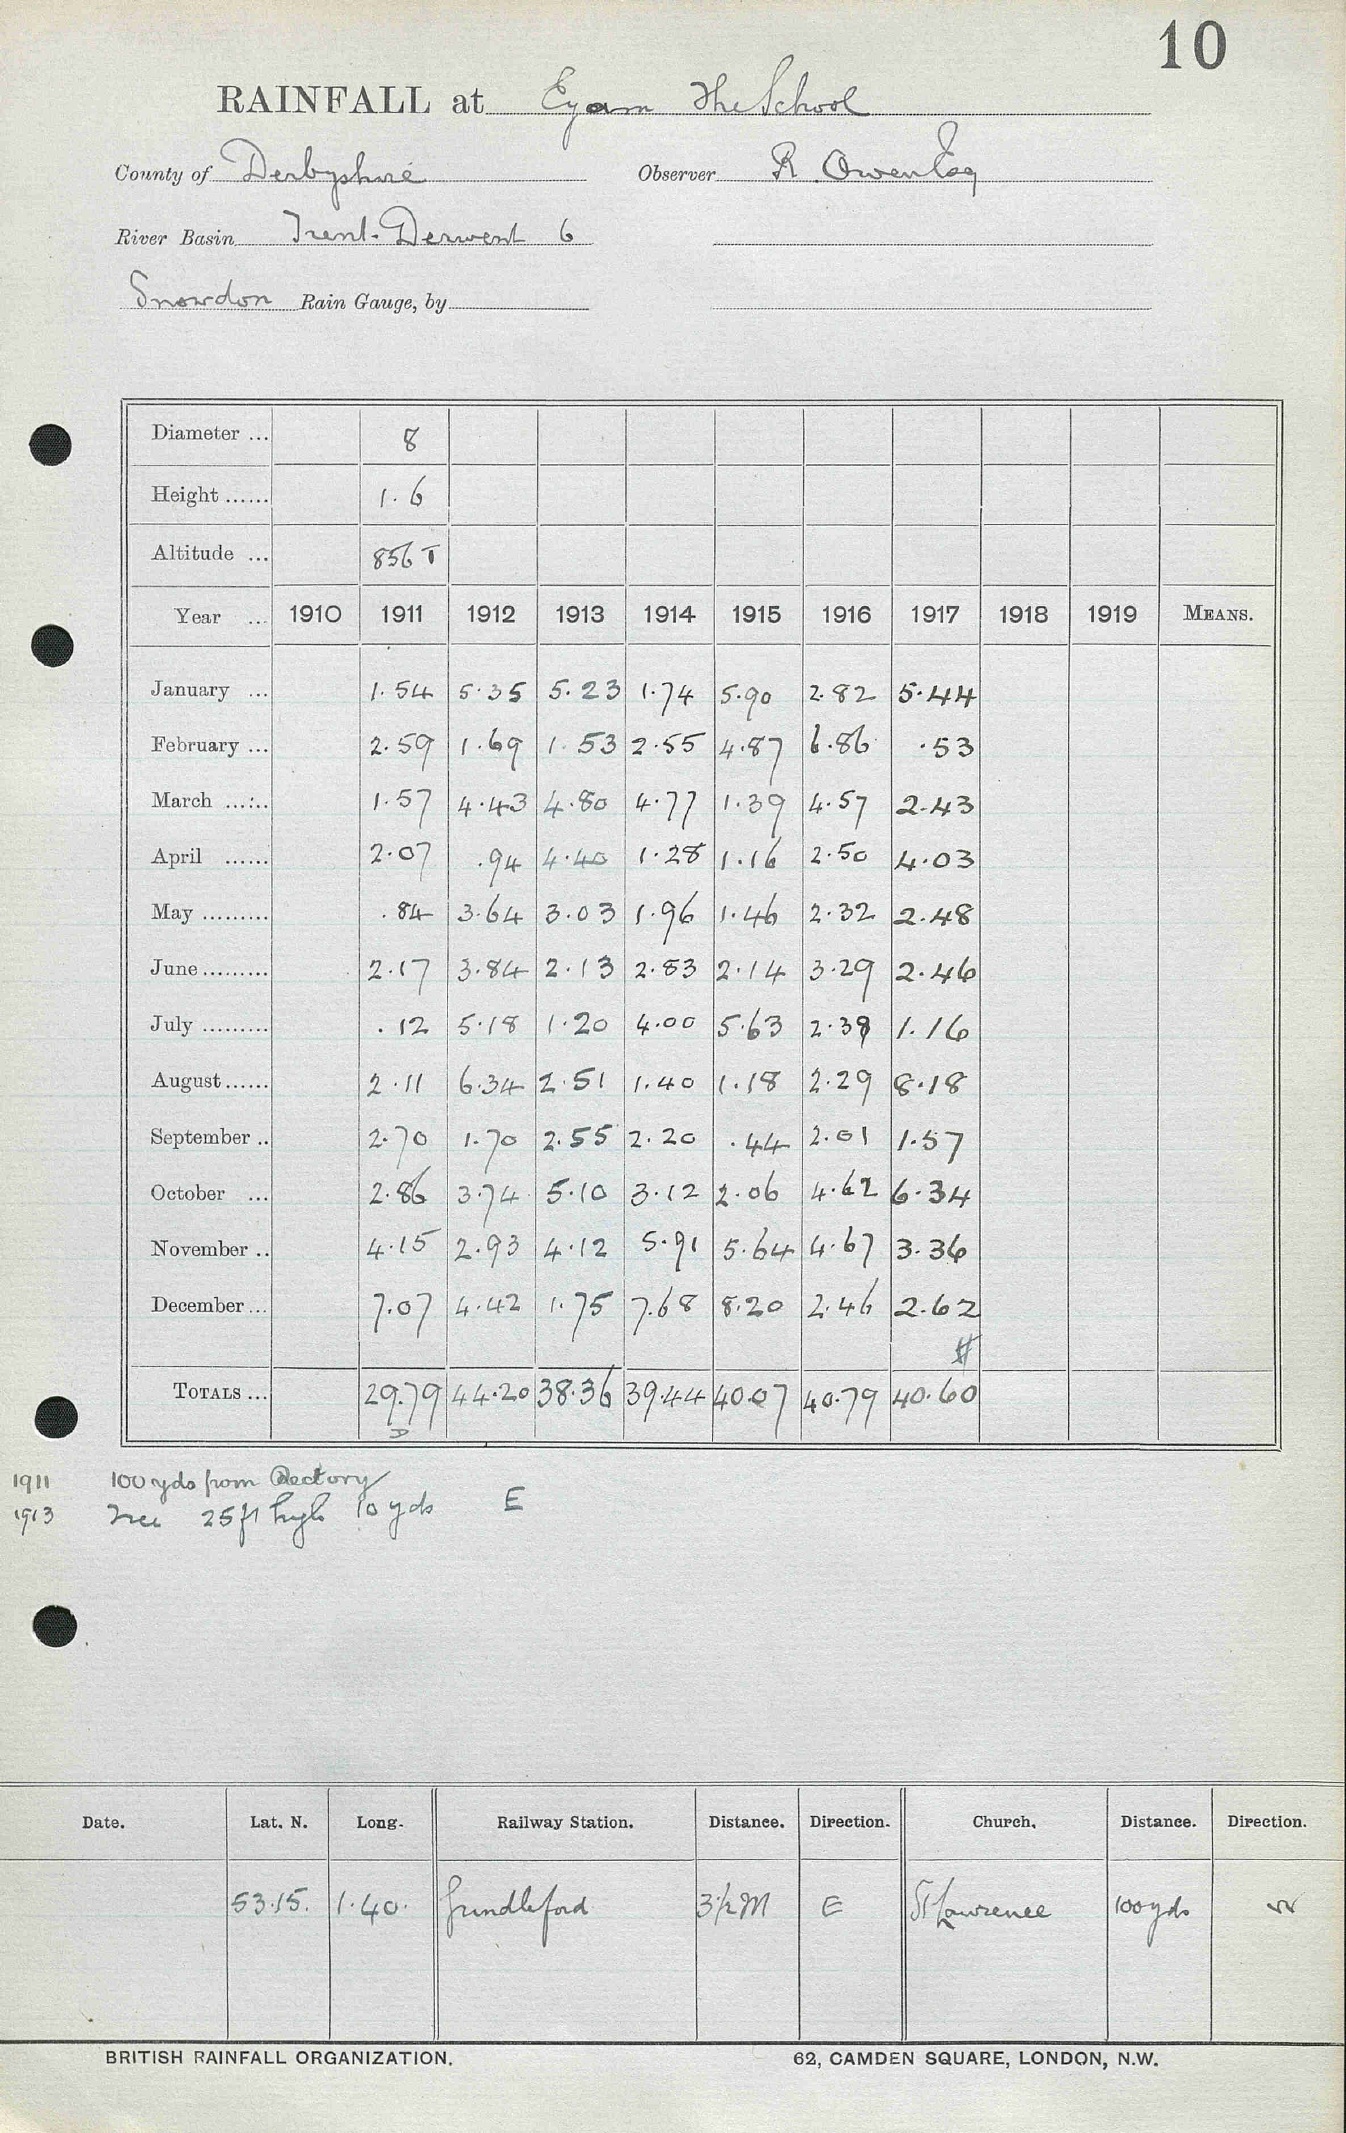 10
RAINFALL at Eyam The School
County of Derbyshire Observer R. Owen Esq
River Basin Trent-Derwent 6
Snowdon Rain Gauge, by
Diameter ... 8
Height ...... 1.6
Altitude ... 856 T
Year ... 1910 1911 1912 1913 1914 1915 1916 1917 1918 1919 MEANS.
January ... 1.54 5.35 5.23 1.74 5.90 2.82 5.44
February ... 2.59 1.69 1.53 2.55 4.87 6.86 .53
March ...... 1.57 4.43 4.80 4.77 1.39 4.57 2.43
April ...... 2.07 .94 4.40 1.28 1.16 2.50 4.03
May ......... .84 3.64 3.03 1.96 1.46 2.32 2.48
June ......... 2.17 3.84 2.13 2.83 2.14 3.29 2.46
July ......... .12 5.18 1.20 4.00 5.63 2.38 1.16
August ...... 2.11 6.34 2.51 1.40 1.18 2.29 8.18
September .. 2.70 1.70 2.55 2.20 .44 2.01 1.57
October ... 2.86 3.74 5.10 3.12 2.06 4.62 6.34
November .. 4.15 2.93 4.12 5.91 5.64 4.67 3.36
December ... 7.07 4.42 1.75 7.68 8.20 2.46 2.62
TOTALS ... 29.79 44.20 38.36 39.44 40.07 40.79 40.60
1911 100 yds from Rectory
1913 Tree 25 ft high 10 yds E
Date. Lat. N. Long. Railway Station. Distance. Direction. Church. Distance. Direction.
53.15. 1.40. Grindleford 3½ M E St Lawrence 100 yds W
BRITISH RAINFALL ORGANIZATION. 62, CAMDEN SQUARE, LONDON, N.W.